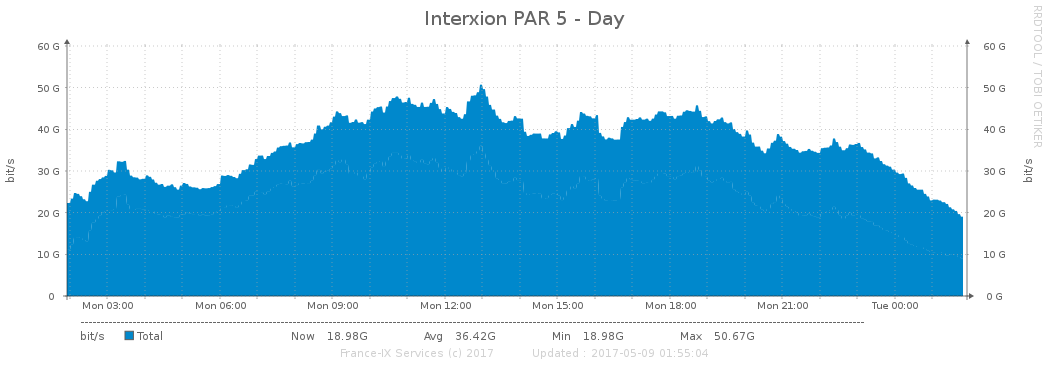 Interxion PAR 5 - Day
RRDTOOL / TOBI OETIKER
60 G 60 G
50 G 50 G
40 G 40 G
30 G 30 G
20 G 20 G
10 G 10 G
0 0 G
bit/s bit/s
Mon 03:00 Mon 06:00 Mon 09:00 Mon 12:00 Mon 15:00 Mon 18:00 Mon 21:00 Tue 00:00
bit/s Total Now 18.98G Avg 36.42G Min 18.98G Max 50.67G
France-IX Services (c) 2017 Updated : 2017-05-09 01:55:04